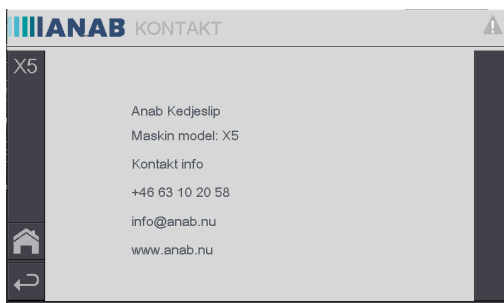 ANAB KONTAKT
X5
Anab Kedjeslip
Maskin model: X5
Kontakt info
+46 63 10 20 58
info@anab.nu
www.anab.nu